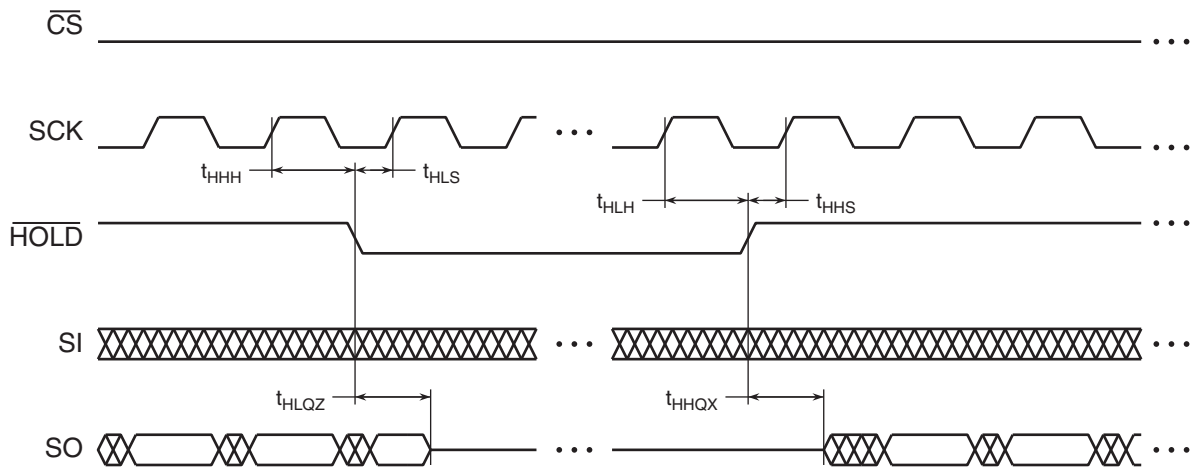 CS
SCK
tHHH
tHLS
tHLH
tHHS
HOLD
SI
tHLQZ
tHHQX
SO